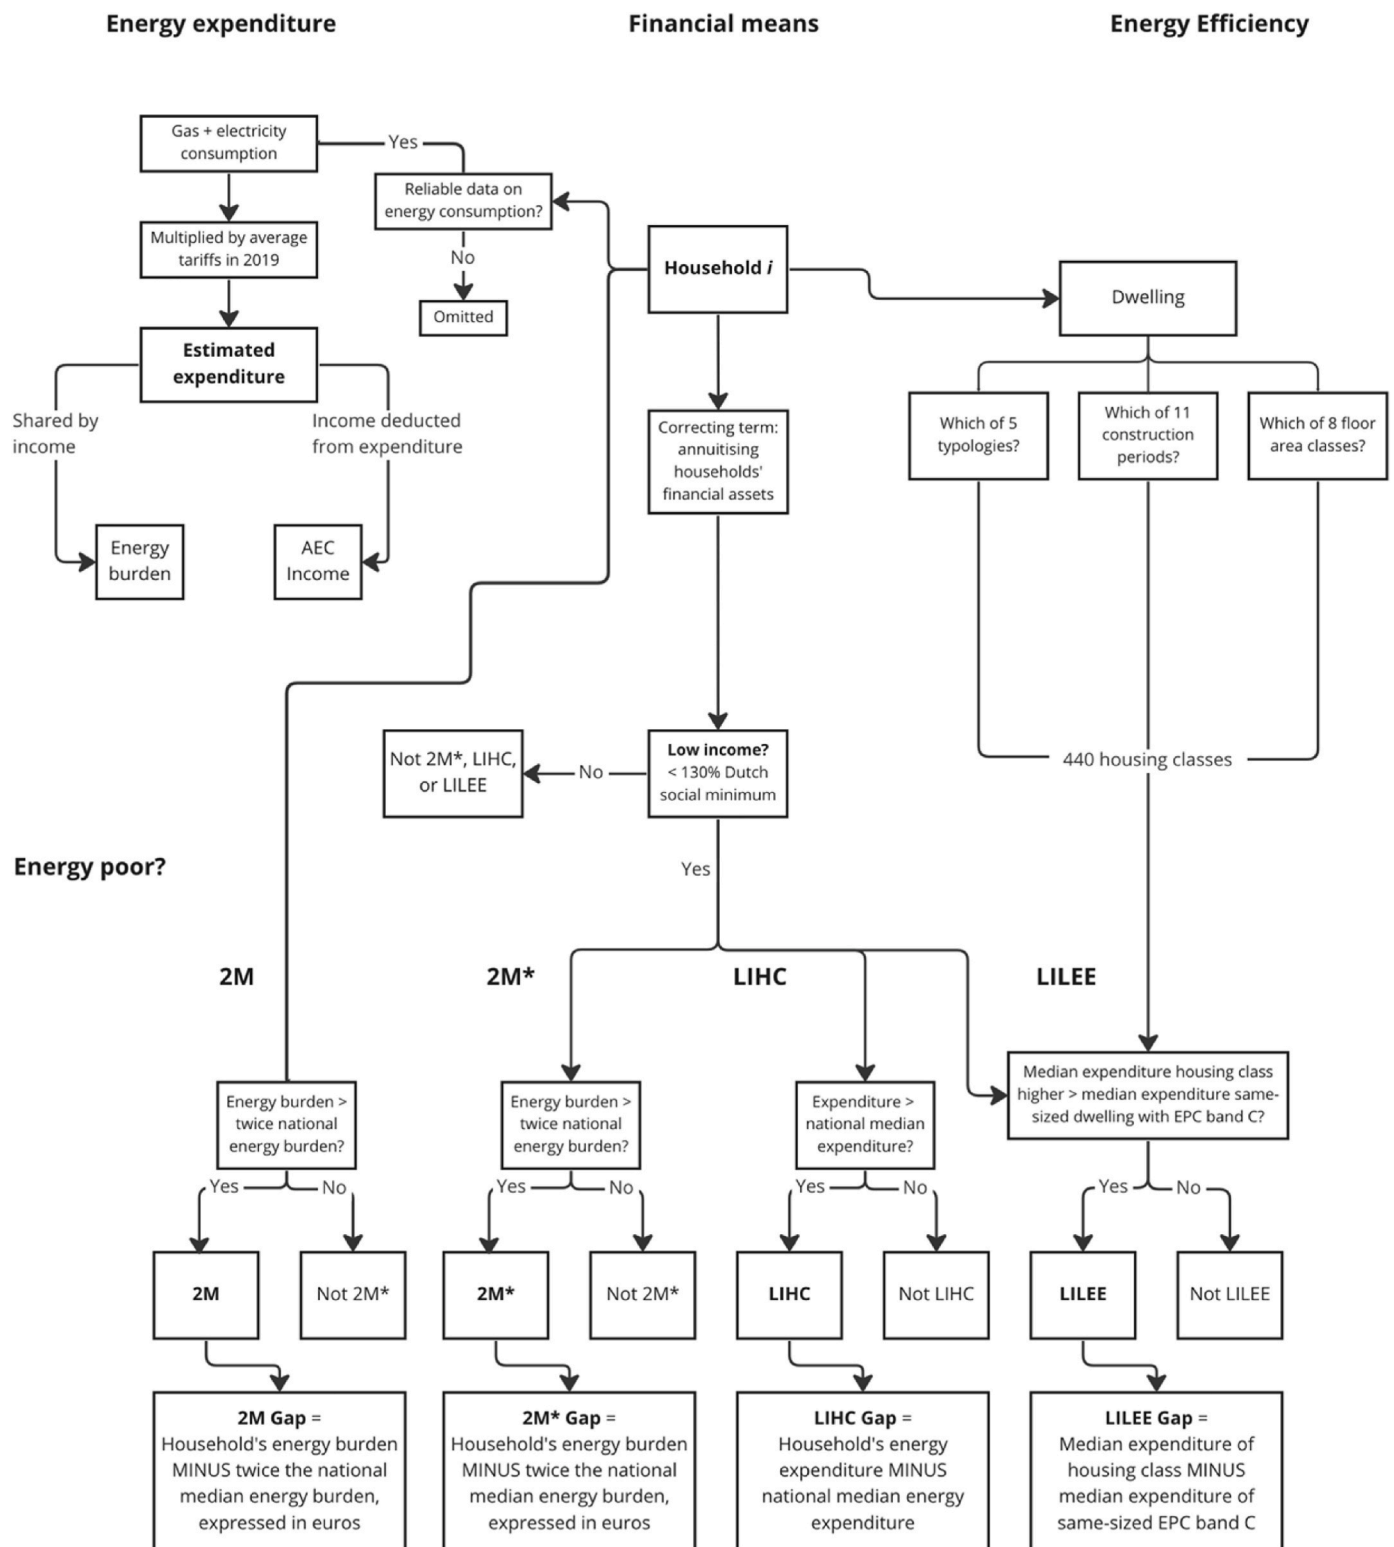 Energy expenditure
Financial means
Energy Efficiency
Gas + electricity
consumption
Yes
Reliable data on
energy consumption?
Multiplied by average
tariffs in 2019
No
Household i
Dwelling
Omitted
Estimated
expenditure
Shared by
income
Income deducted
from expenditure
Correcting term:
annuitising
households'
financial assets
Which of 5
typologies?
Which of 11
construction
periods?
Which of 8 floor
area classes?
Energy
burden
AEC
Income
Not 2M*, LIHC,
or LILEE
No
Low income?
< 130% Dutch
social minimum
440 housing classes
Energy poor?
Yes
2M
2M*
LIHC
LILEE
Energy burden >
twice national
energy burden?
Energy burden >
twice national
energy burden?
Expenditure >
national median
expenditure?
Median expenditure housing class
higher > median expenditure same-
sized dwelling with EPC band C?
Yes
No
Yes
No
Yes
No
Yes
No
2M
Not 2M*
2M*
Not 2M*
LIHC
Not LIHC
LILEE
Not LILEE
2M Gap =
Household's energy burden
MINUS twice the national
median energy burden,
expressed in euros
2M* Gap =
Household's energy burden
MINUS twice the national
median energy burden,
expressed in euros
LIHC Gap =
Household's energy
expenditure MINUS
national median energy
expenditure
LILEE Gap =
Median expenditure of
housing class MINUS
median expenditure of
same-sized EPC band C